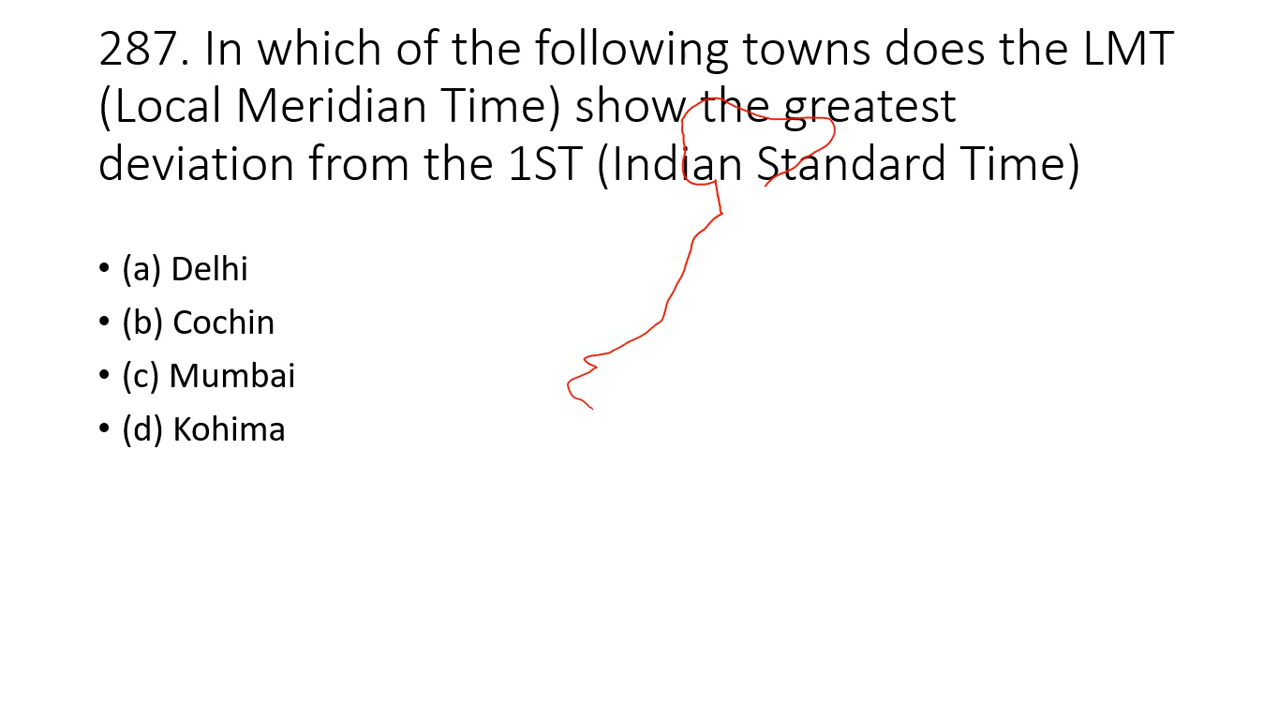 287. In which of the following towns does the LMT
(Local Meridian Time) show the greatest
deviation from the 1ST (Indian Standard Time)
• (a) Delhi
• (b) Cochin
• (c) Mumbai
• (d) Kohima